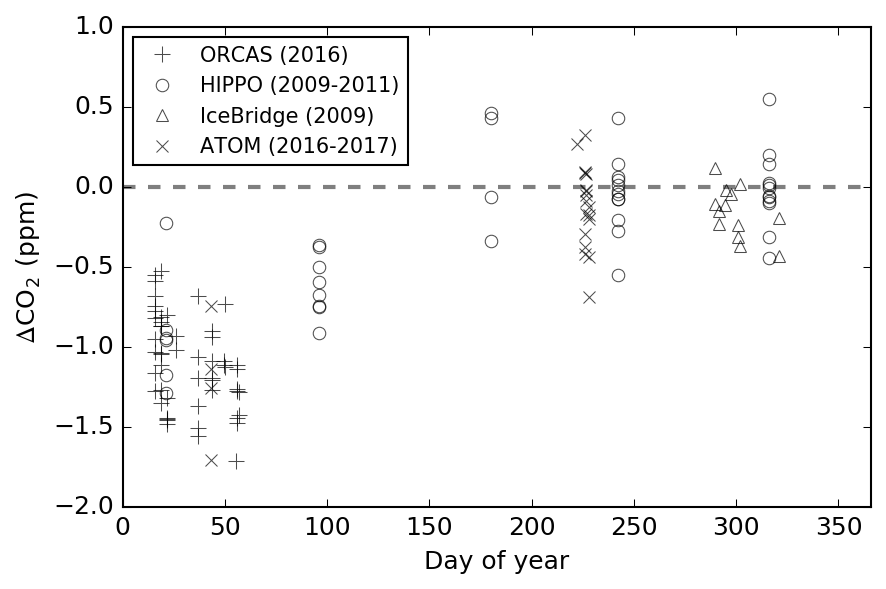 1.0
0.5
0.0
−0.5
−1.0
−1.5
−2.0
ΔCO₂ (ppm)
ORCAS (2016)
HIPPO (2009-2011)
IceBridge (2009)
ATOM (2016-2017)
0 50 100 150 200 250 300 350
Day of year